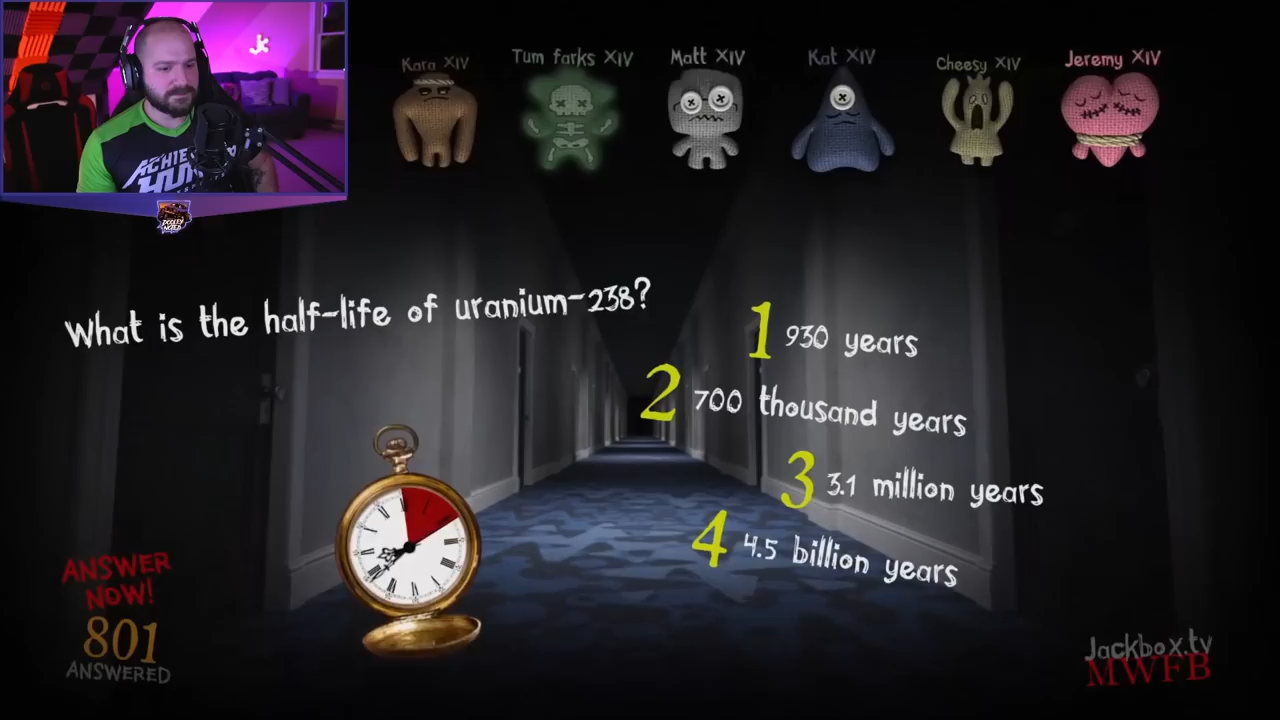 Kara XIV
Tum farks XIV
Matt XIV
Kat XIV
Cheesy XIV
Jeremy XIV
What is the half-life of uranium-238?
1 930 years
2 700 thousand years
3 3.1 million years
4 4.5 billion years
ANSWER
NOW!
801
ANSWERED
Jackbox.tv
MWFB
DOOLEY
NOTED